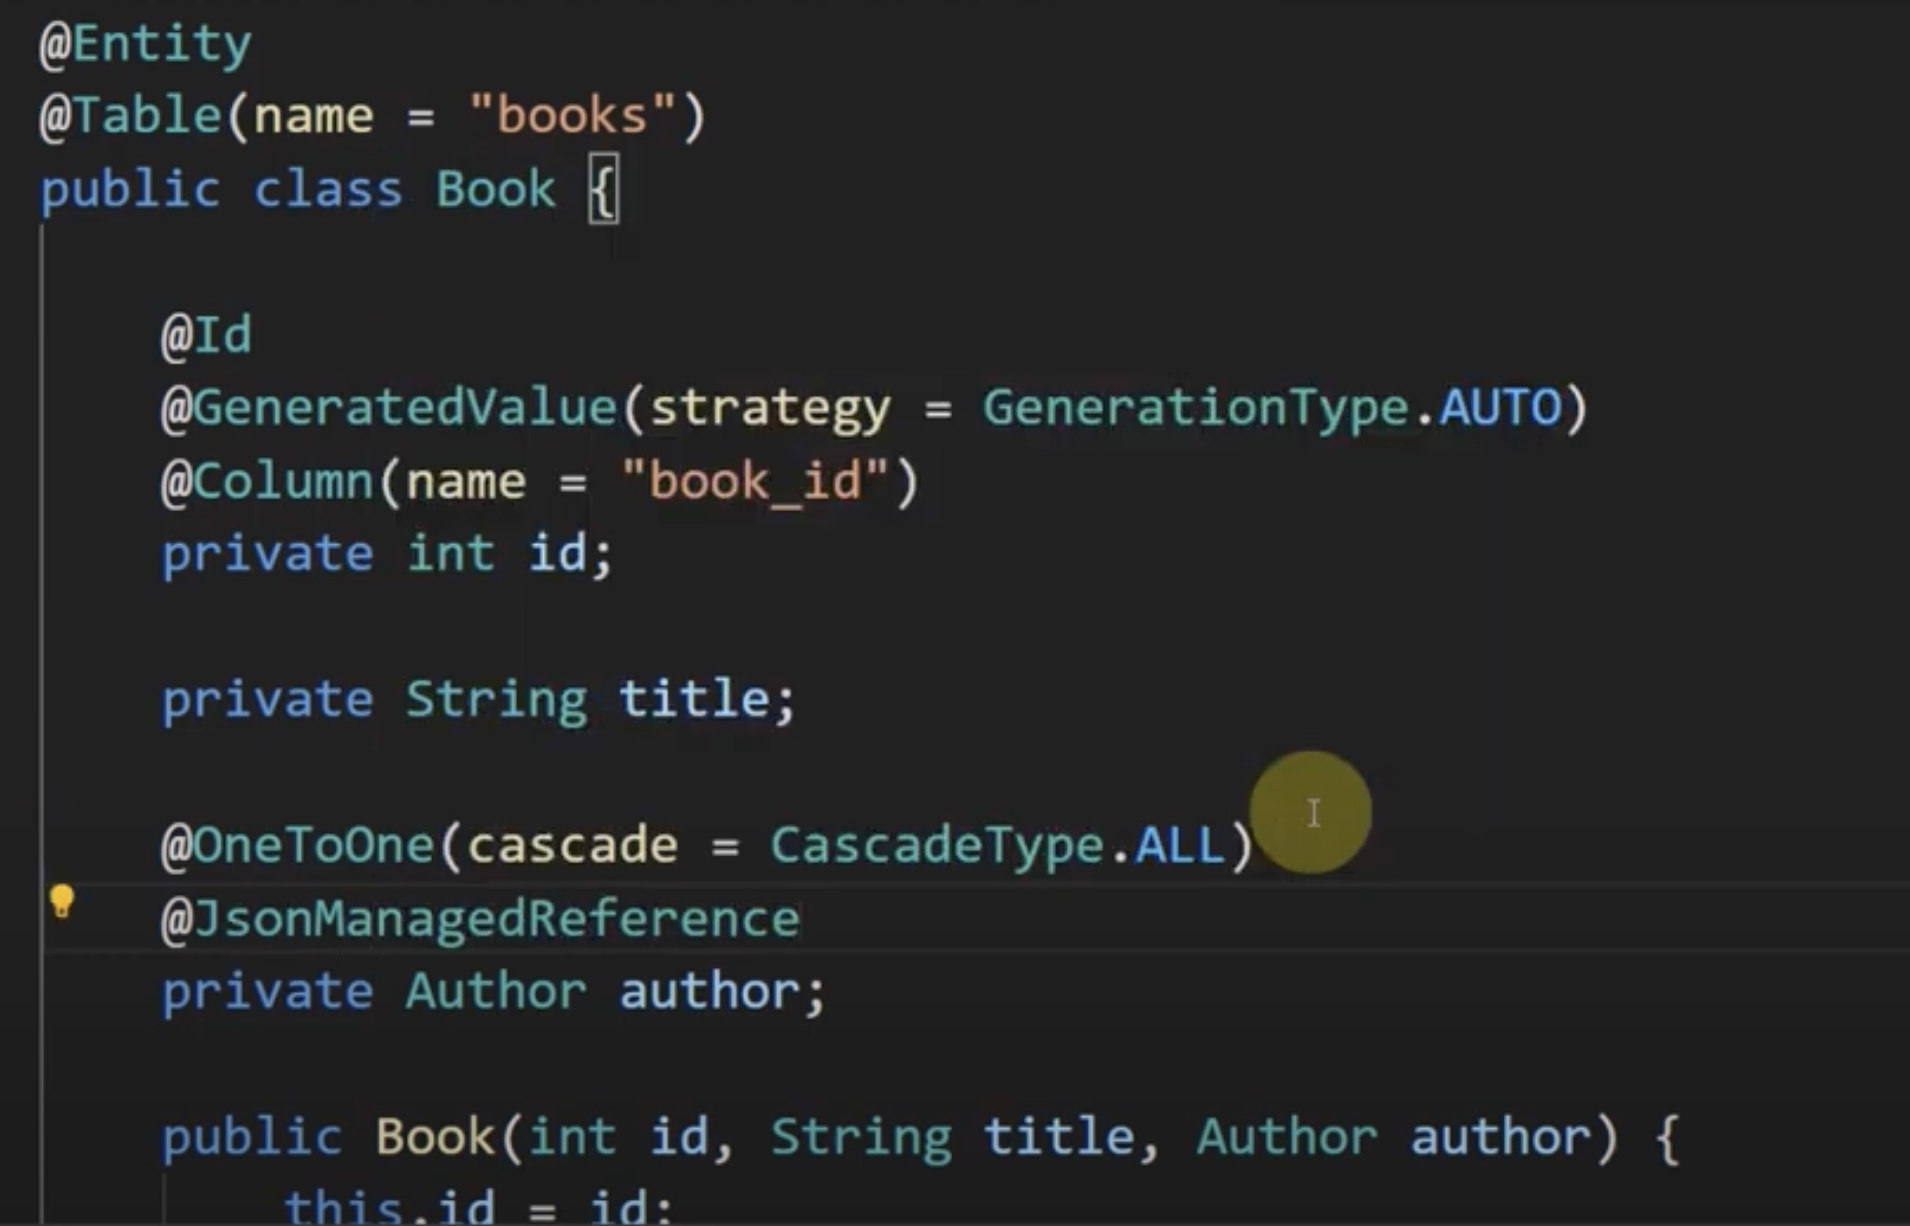 @Entity
@Table(name = "books")
public class Book {
@Id
@GeneratedValue(strategy = GenerationType.AUTO)
@Column(name = "book_id")
private int id;
private String title;
@OneToOne(cascade = CascadeType.ALL)
@JsonManagedReference
private Author author;
public Book(int id, String title, Author author) {
this.id = id;